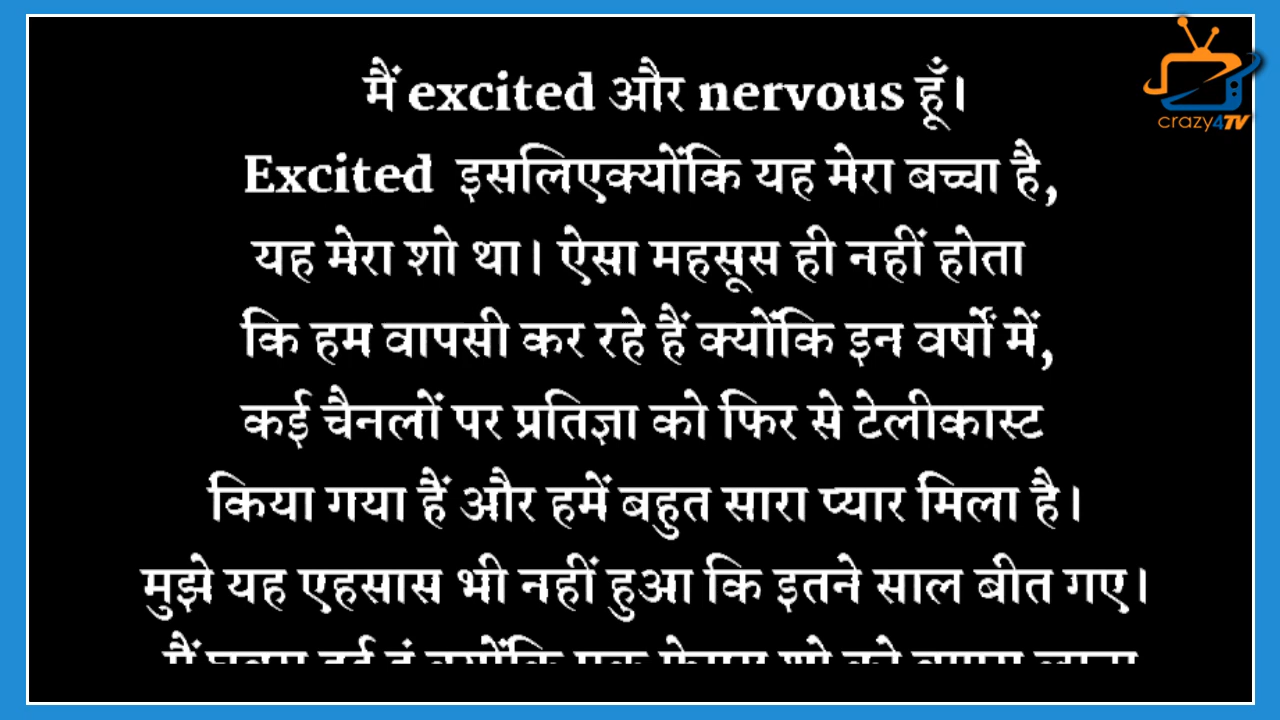 crazy4TV
मैं excited और nervous हूँ।
Excited इसलिएक्योंकि यह मेरा बच्चा है,
यह मेरा शो था। ऐसा महसूस ही नहीं होता
कि हम वापसी कर रहे हैं क्योंकि इन वर्षों में,
कई चैनलों पर प्रतिज्ञा को फिर से टेलीकास्ट
किया गया हैं और हमें बहुत सारा प्यार मिला है।
मुझे यह एहसास भी नहीं हुआ कि इतने साल बीत गए।